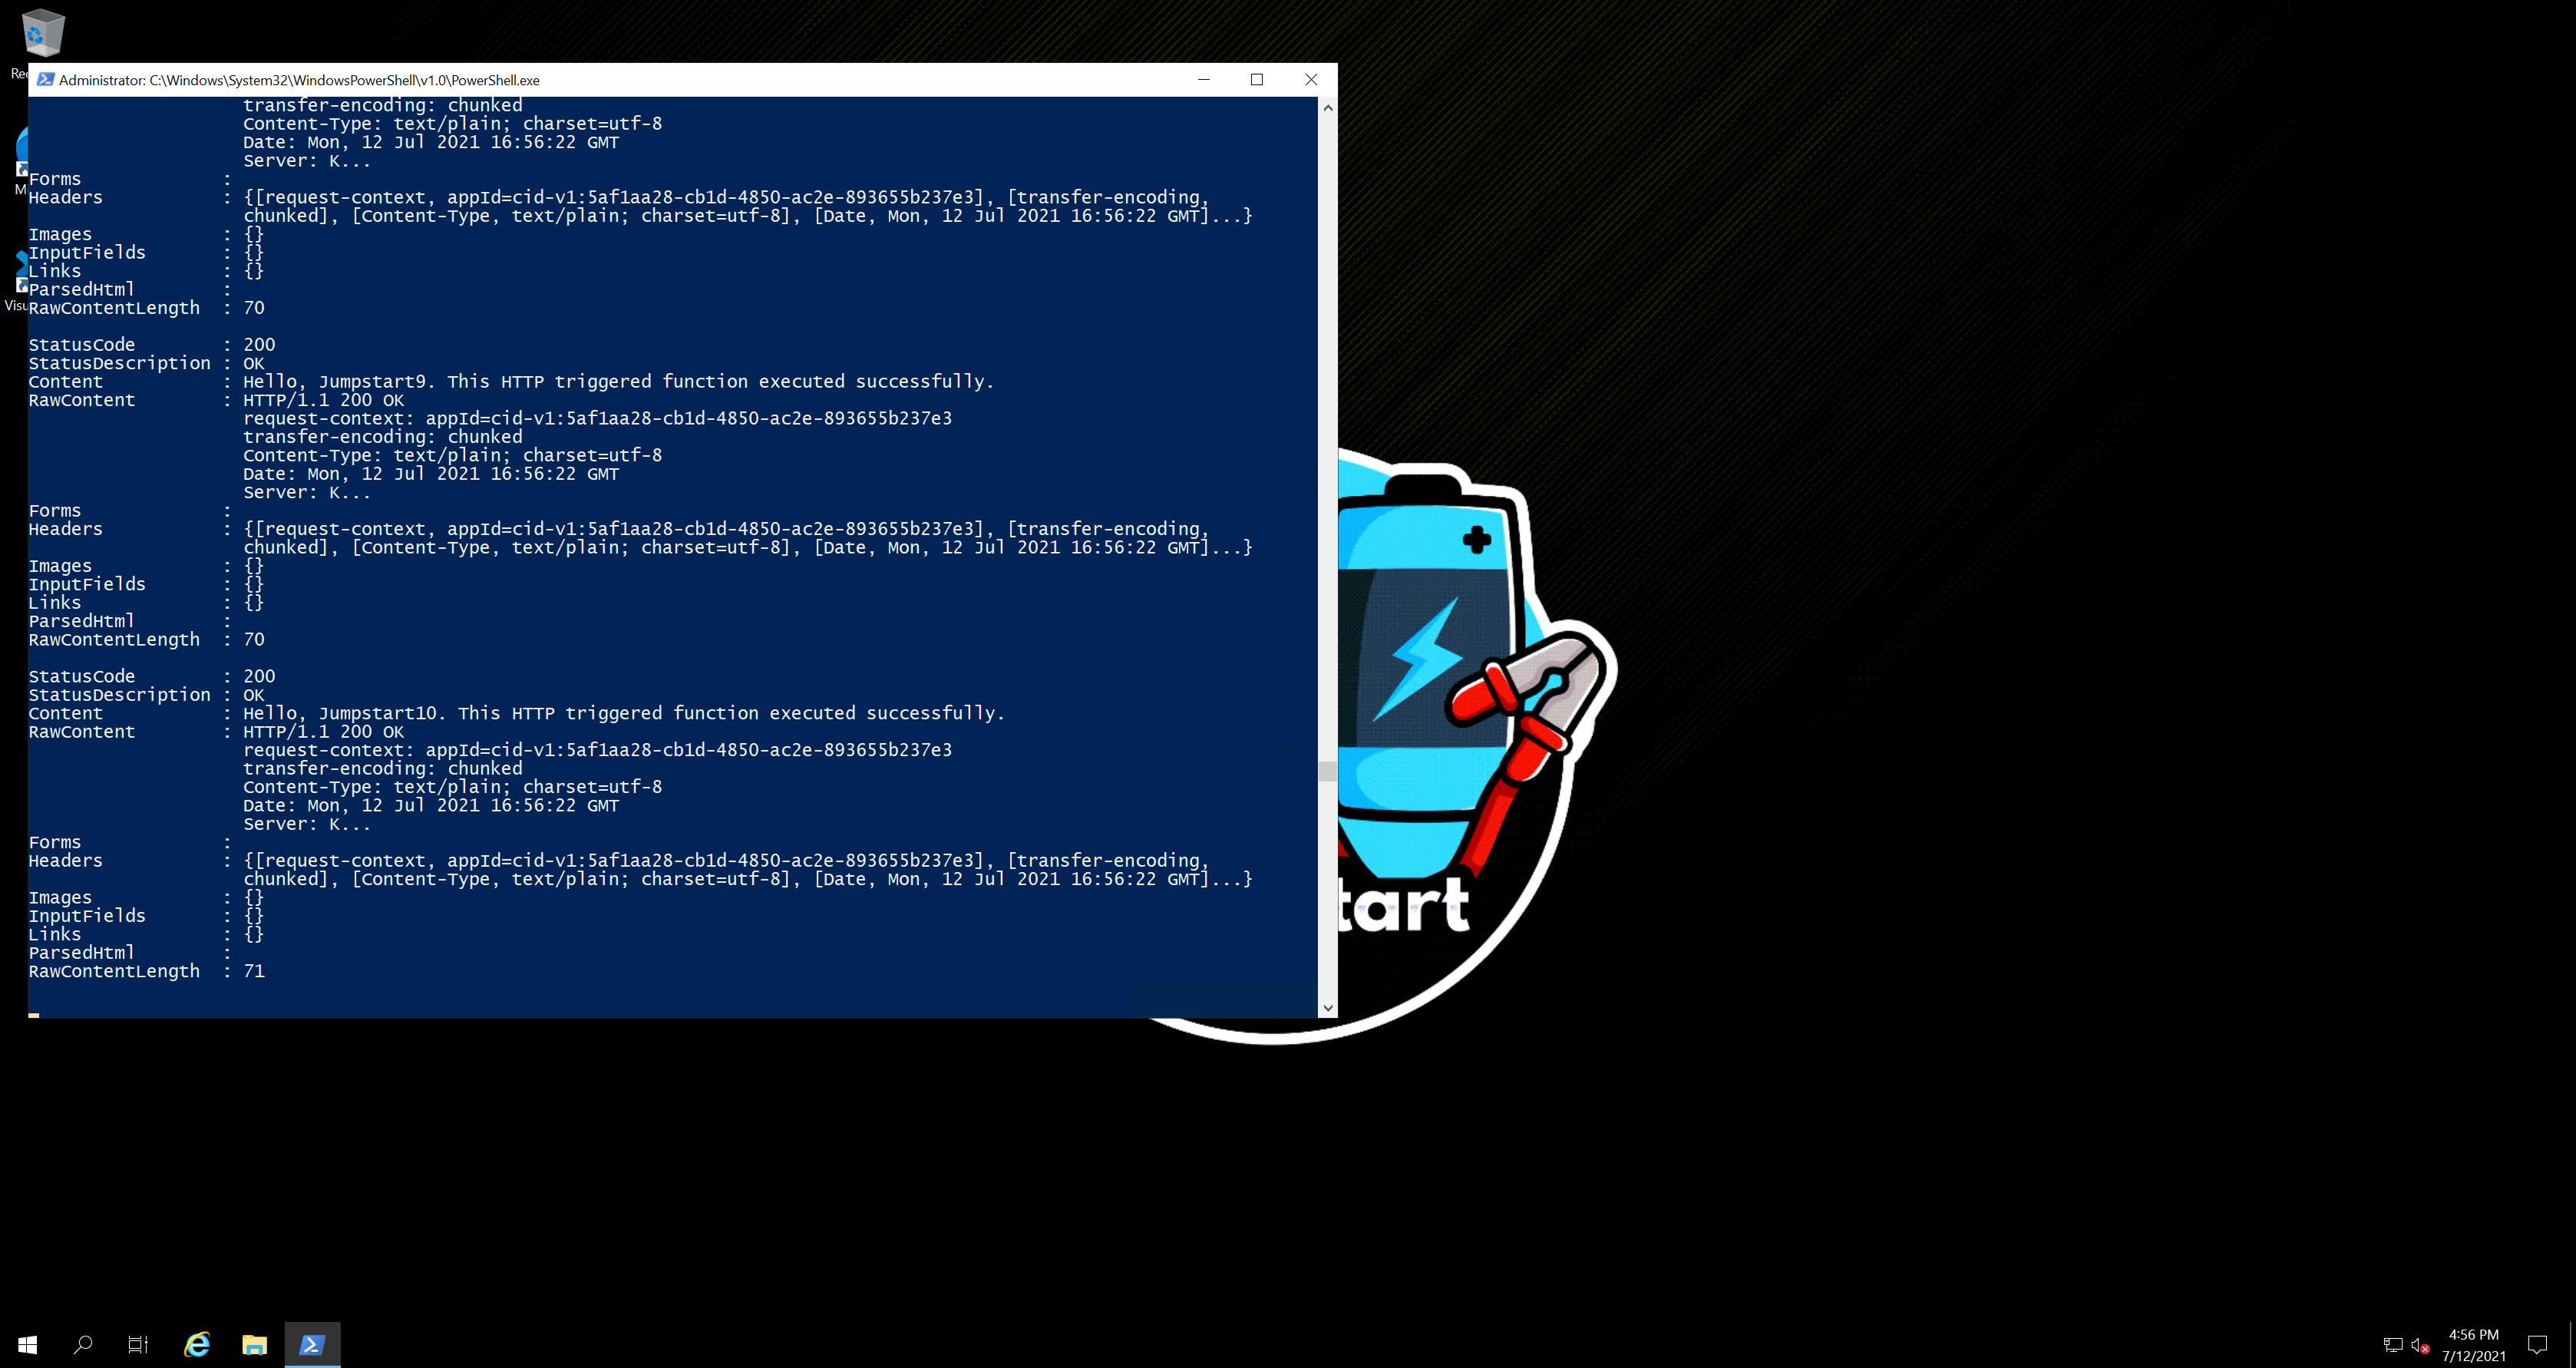 Administrator: C:\Windows\System32\WindowsPowerShell\v1.0\PowerShell.exe
transfer-encoding: chunked
Content-Type: text/plain; charset=utf-8
Date: Mon, 12 Jul 2021 16:56:22 GMT
Server: K...
Forms :
Headers : {[request-context, appId=cid-v1:5af1aa28-cb1d-4850-ac2e-893655b237e3], [transfer-encoding,
chunked], [Content-Type, text/plain; charset=utf-8], [Date, Mon, 12 Jul 2021 16:56:22 GMT]...}
Images : {}
InputFields : {}
Links : {}
ParsedHtml :
RawContentLength : 70
StatusCode : 200
StatusDescription : OK
Content : Hello, Jumpstart9. This HTTP triggered function executed successfully.
RawContent : HTTP/1.1 200 OK
request-context: appId=cid-v1:5af1aa28-cb1d-4850-ac2e-893655b237e3
transfer-encoding: chunked
Content-Type: text/plain; charset=utf-8
Date: Mon, 12 Jul 2021 16:56:22 GMT
Server: K...
Forms :
Headers : {[request-context, appId=cid-v1:5af1aa28-cb1d-4850-ac2e-893655b237e3], [transfer-encoding,
chunked], [Content-Type, text/plain; charset=utf-8], [Date, Mon, 12 Jul 2021 16:56:22 GMT]...}
Images : {}
InputFields : {}
Links : {}
ParsedHtml :
RawContentLength : 70
StatusCode : 200
StatusDescription : OK
Content : Hello, Jumpstart10. This HTTP triggered function executed successfully.
RawContent : HTTP/1.1 200 OK
request-context: appId=cid-v1:5af1aa28-cb1d-4850-ac2e-893655b237e3
transfer-encoding: chunked
Content-Type: text/plain; charset=utf-8
Date: Mon, 12 Jul 2021 16:56:22 GMT
Server: K...
Forms :
Headers : {[request-context, appId=cid-v1:5af1aa28-cb1d-4850-ac2e-893655b237e3], [transfer-encoding,
chunked], [Content-Type, text/plain; charset=utf-8], [Date, Mon, 12 Jul 2021 16:56:22 GMT]...}
Images : {}
InputFields : {}
Links : {}
ParsedHtml :
RawContentLength : 71
tart
4:56 PM
7/12/2021